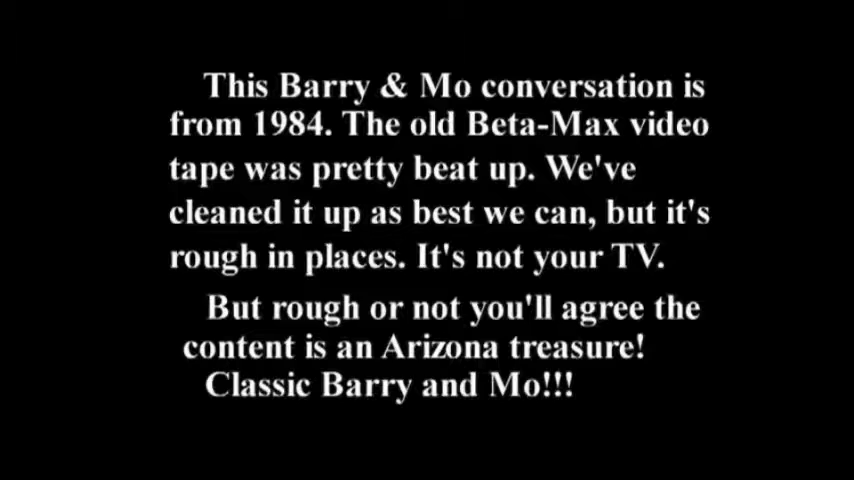 This Barry & Mo conversation is
from 1984. The old Beta-Max video
tape was pretty beat up. We've
cleaned it up as best we can, but it's
rough in places. It's not your TV.
But rough or not you'll agree the
content is an Arizona treasure!
Classic Barry and Mo!!!